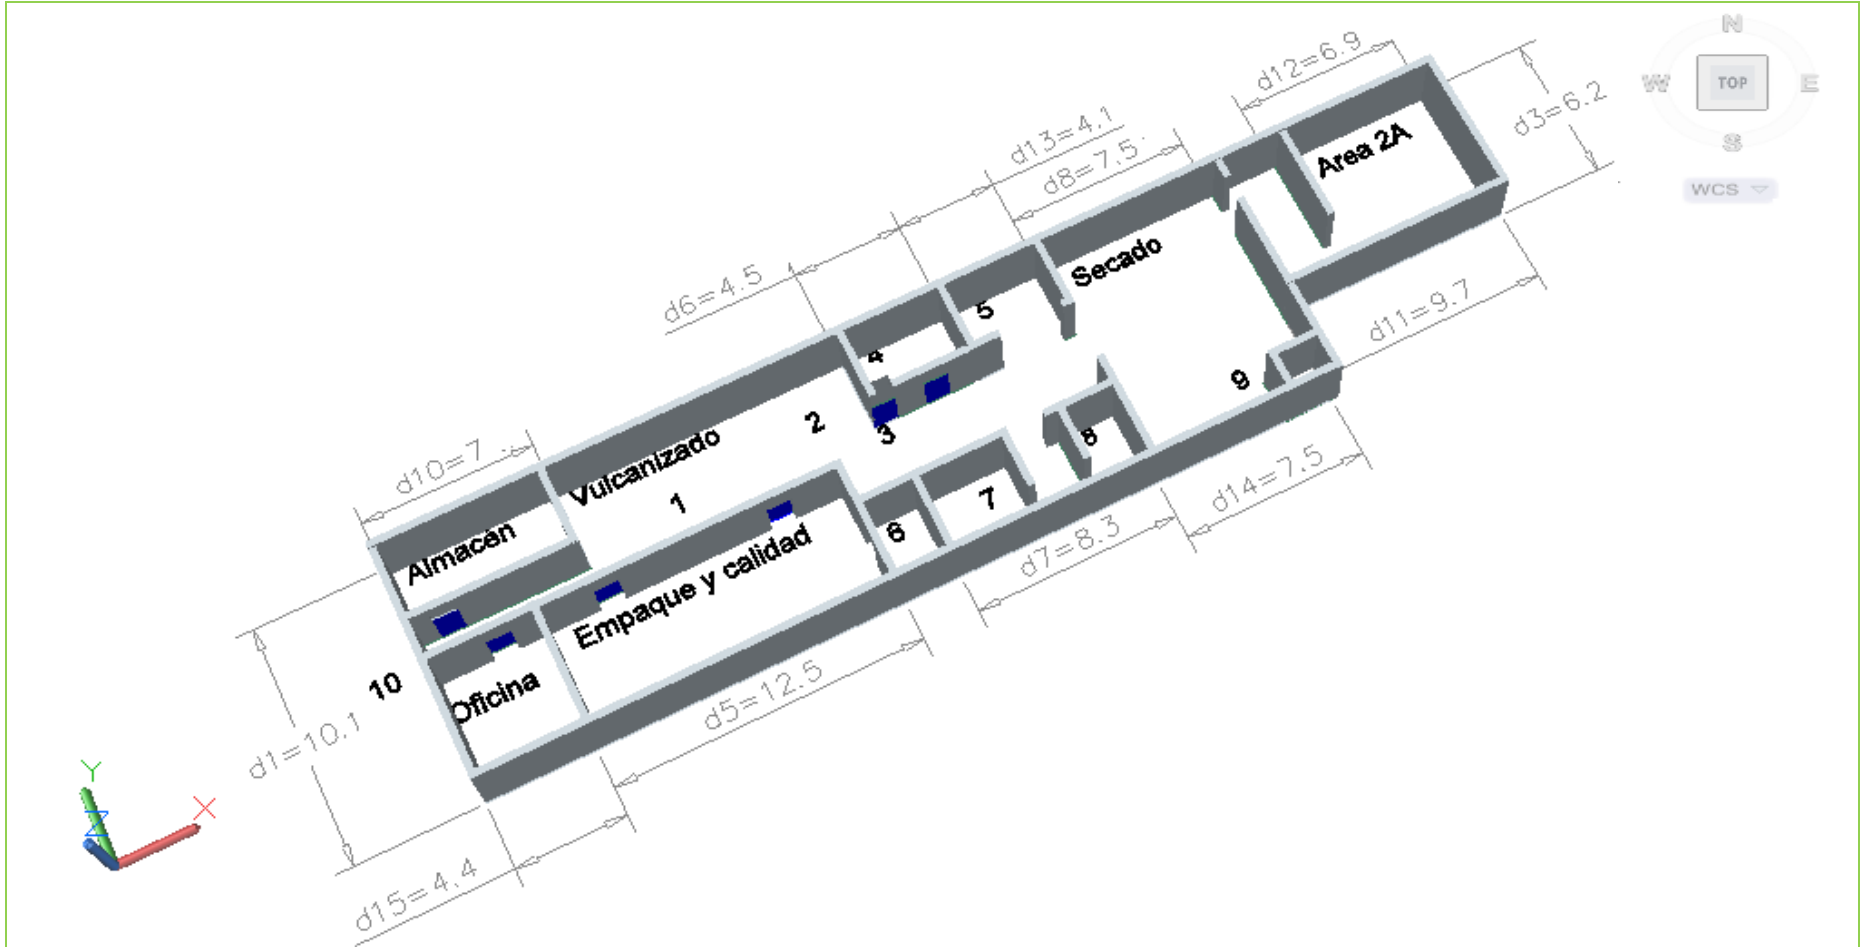 N
W
TOP
E
S
WCS
d12=6.9
d3=6.2
d13=4.1
d8=7.5
Area 2A
d6=4.5
Secado
5
4
d11=9.7
9
2
3
8
d10=7
Vulcanizado
1
7
6
d14=7.5
d7=8.3
Almacén
Empaque y calidad
10
Oficina
d5=12.5
d1=10.1
d15=4.4
Y
X
Z